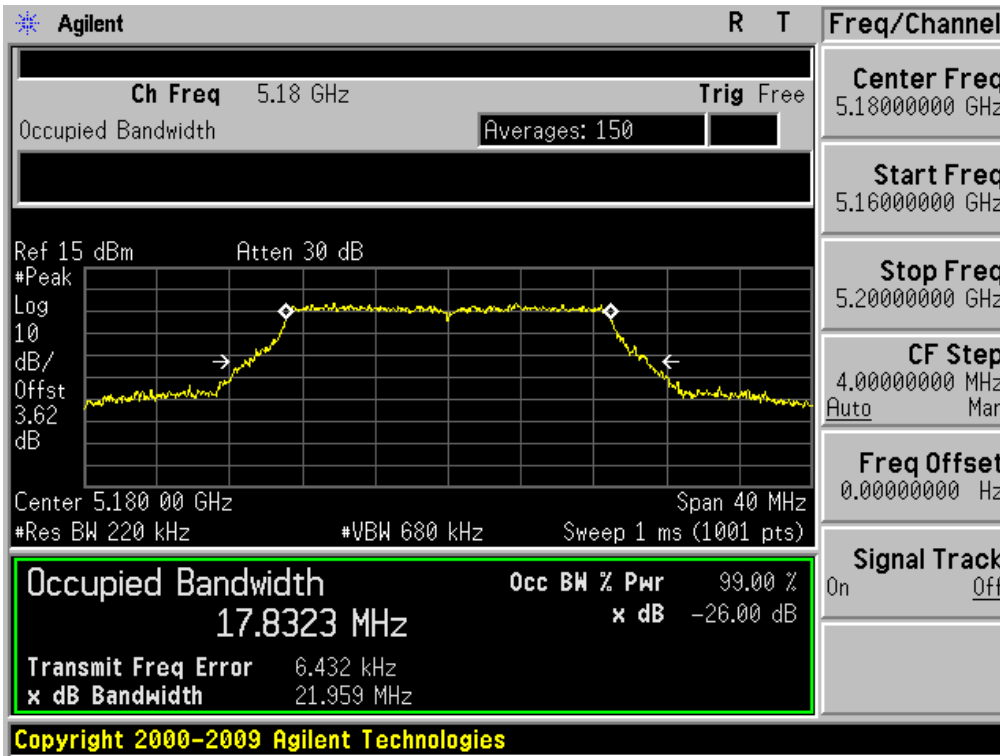 Agilent
R T
Freq/Channel
Ch Freq 5.18 GHz
Trig Free
Occupied Bandwidth
Averages: 150
Center Freq
5.18000000 GHz
Start Freq
5.16000000 GHz
Stop Freq
5.20000000 GHz
CF Step
4.00000000 MHz
Auto Man
Freq Offset
0.00000000 Hz
Signal Track
On Off
Ref 15 dBm
Atten 30 dB
#Peak
Log
10
dB/
Offst
3.62
dB
Center 5.180 00 GHz
Span 40 MHz
#Res BW 220 kHz
#VBW 680 kHz
Sweep 1 ms (1001 pts)
Occupied Bandwidth
17.8323 MHz
Occ BW % Pwr 99.00 %
x dB -26.00 dB
Transmit Freq Error 6.432 kHz
x dB Bandwidth 21.959 MHz
Copyright 2000-2009 Agilent Technologies